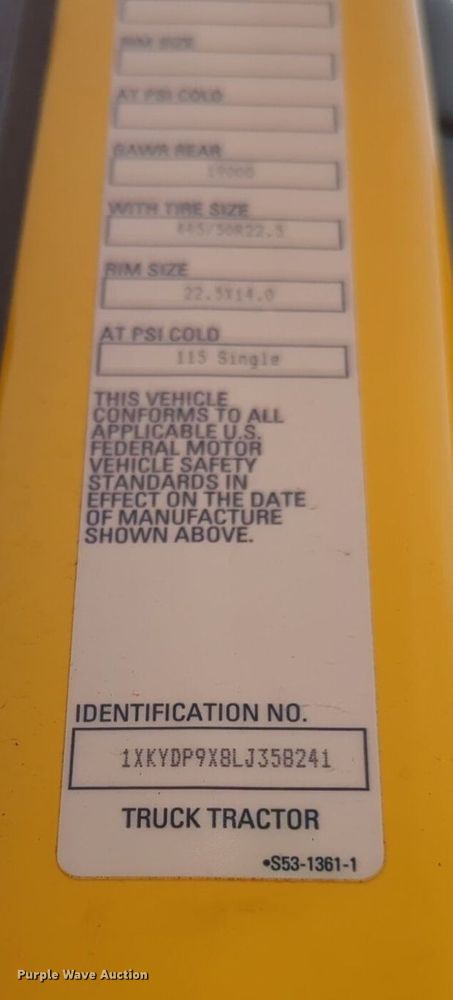 RIM SIZE
AT PSI COLD
GAWR REAR
19000
WITH TIRE SIZE
445/50R22.5
RIM SIZE
22.5X14.0
AT PSI COLD
115 Single
THIS VEHICLE
CONFORMS TO ALL
APPLICABLE U.S.
FEDERAL MOTOR
VEHICLE SAFETY
STANDARDS IN
EFFECT ON THE DATE
OF MANUFACTURE
SHOWN ABOVE.
IDENTIFICATION NO.
1XKYDP9X8LJ358241
TRUCK TRACTOR
•S53-1361-1
Purple Wave Auction